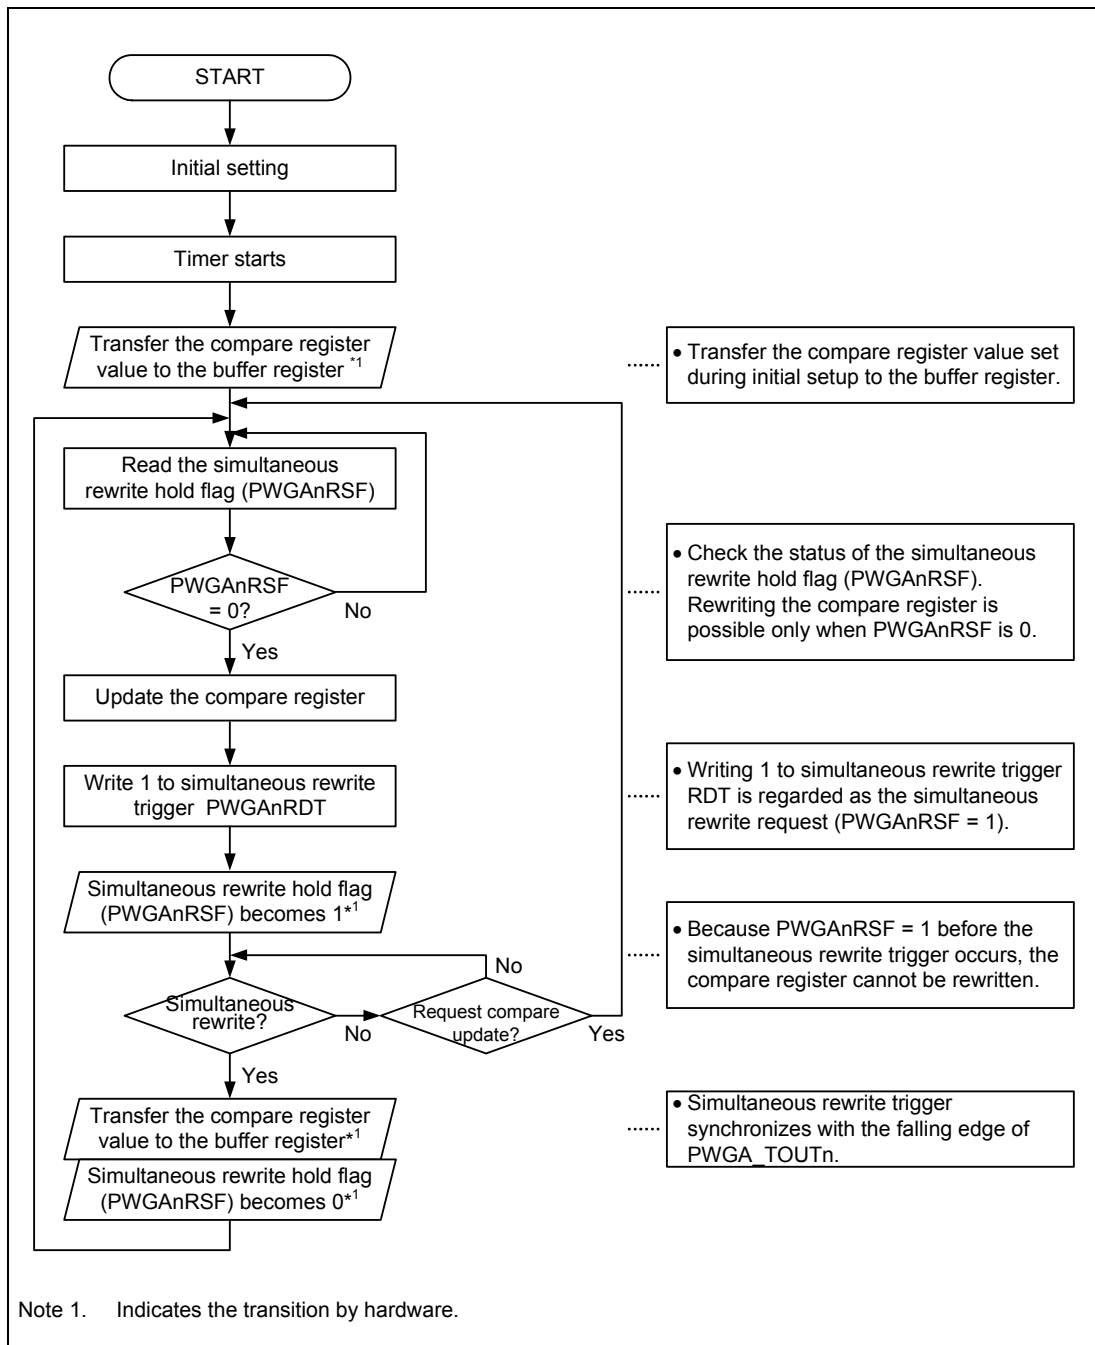 START
Initial setting
Timer starts
Transfer the compare register
value to the buffer register *1
• Transfer the compare register value set
during initial setup to the buffer register.
Read the simultaneous
rewrite hold flag (PWGAnRSF)
PWGAnRSF
= 0?
No
Yes
• Check the status of the simultaneous
rewrite hold flag (PWGAnRSF).
Rewriting the compare register is
possible only when PWGAnRSF is 0.
Update the compare register
Write 1 to simultaneous rewrite
trigger PWGAnRDT
• Writing 1 to simultaneous rewrite trigger
RDT is regarded as the simultaneous
rewrite request (PWGAnRSF = 1).
Simultaneous rewrite hold flag
(PWGAnRSF) becomes 1*1
• Because PWGAnRSF = 1 before the
simultaneous rewrite trigger occurs, the
compare register cannot be rewritten.
Simultaneous
rewrite?
No
Request compare
update?
No
Yes
Yes
Transfer the compare register
value to the buffer register*1
• Simultaneous rewrite trigger
synchronizes with the falling edge of
PWGA_TOUTn.
Simultaneous rewrite hold flag
(PWGAnRSF) becomes 0*1
Note 1. Indicates the transition by hardware.